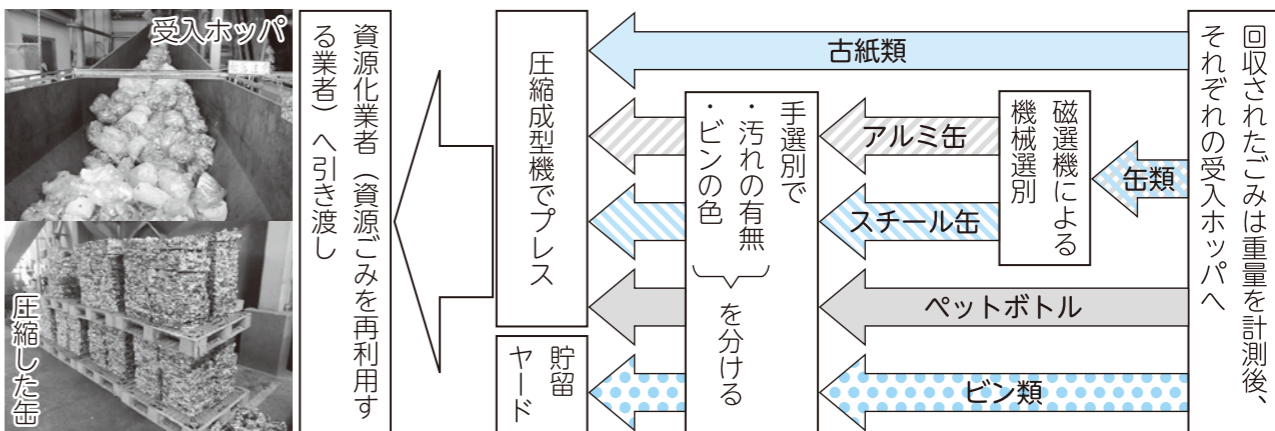 回収されたごみは重量を計測後、
それぞれの受入ホッパへ
古紙類
缶類
磁選機による
機械選別
アルミ缶
スチール缶
ペットボトル
ビン類
手選別で
・汚れの有無
・ビンの色
を分ける
圧縮成型機でプレス
貯留
ヤード
資源化業者（資源ごみを再利用す
る業者）へ引き渡し
受入ホッパ
圧縮した缶